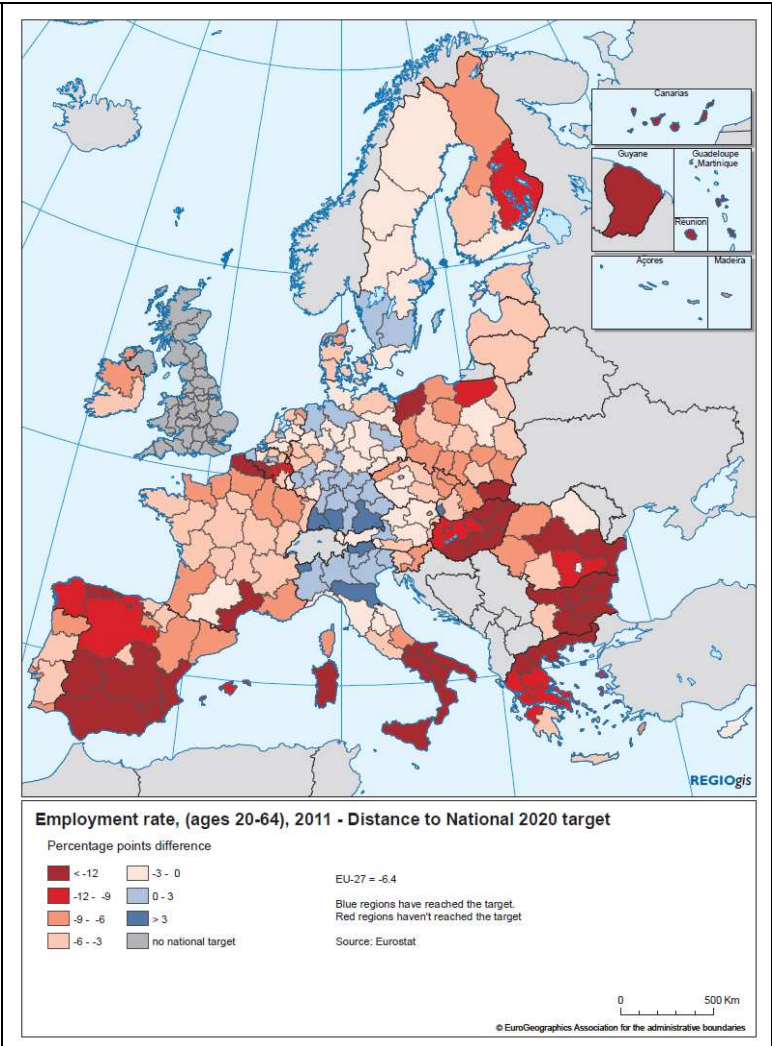 Canarias
Guyane
Guadeloupe
Martinique
Réunion
Açores
Madeira
REGIOgis
Employment rate, (ages 20-64), 2011 - Distance to National 2020 target
Percentage points difference
< -12
-12 - -9
-9 - -6
-6 - -3
-3 - 0
0 - 3
> 3
no national target
EU-27 = -6.4
Blue regions have reached the target.
Red regions haven't reached the target
Source: Eurostat
0 500 Km
© EuroGeographics Association for the administrative boundaries